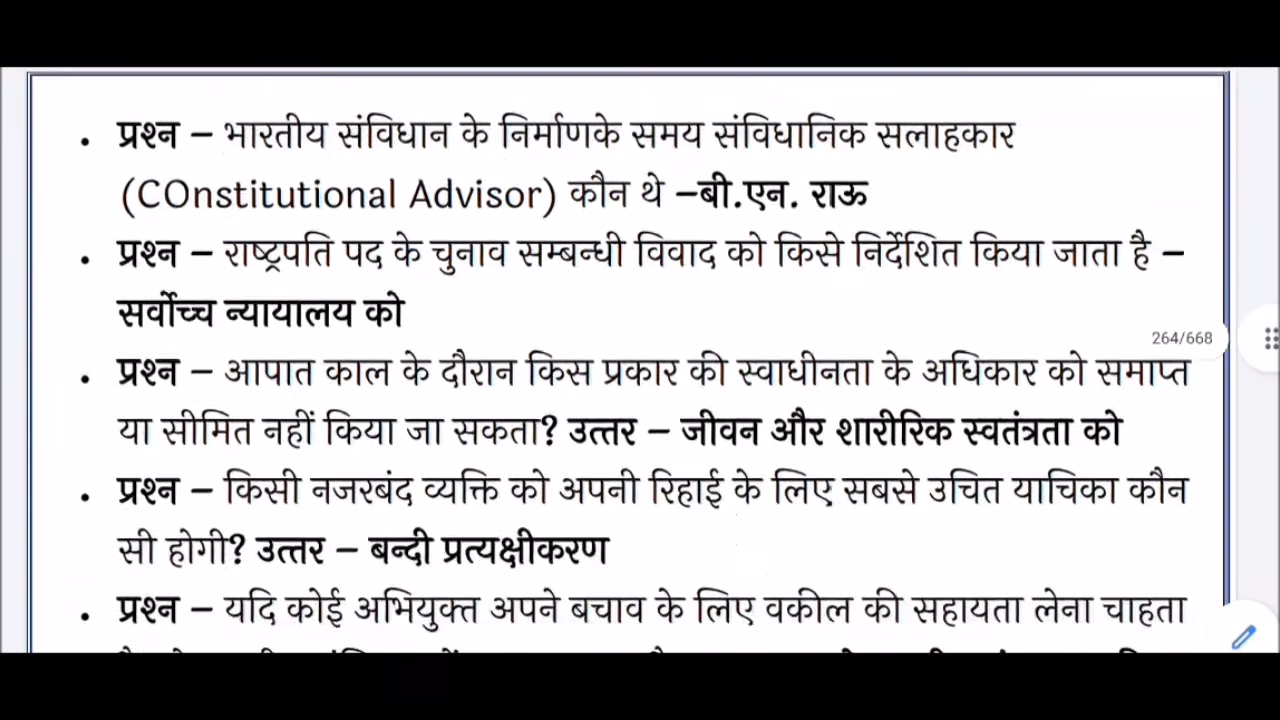 • प्रश्न – भारतीय संविधान के निर्माणके समय संविधानिक सलाहकार
(COnstitutional Advisor) कौन थे –बी.एन. राऊ
• प्रश्न – राष्ट्रपति पद के चुनाव सम्बन्धी विवाद को किसे निर्देशित किया जाता है –
सर्वोच्च न्यायालय को
264/668
• प्रश्न – आपात काल के दौरान किस प्रकार की स्वाधीनता के अधिकार को समाप्त
या सीमित नहीं किया जा सकता? उत्तर – जीवन और शारीरिक स्वतंत्रता को
• प्रश्न – किसी नजरबंद व्यक्ति को अपनी रिहाई के लिए सबसे उचित याचिका कौन
सी होगी? उत्तर – बन्दी प्रत्यक्षीकरण
• प्रश्न – यदि कोई अभियुक्त अपने बचाव के लिए वकील की सहायता लेना चाहता